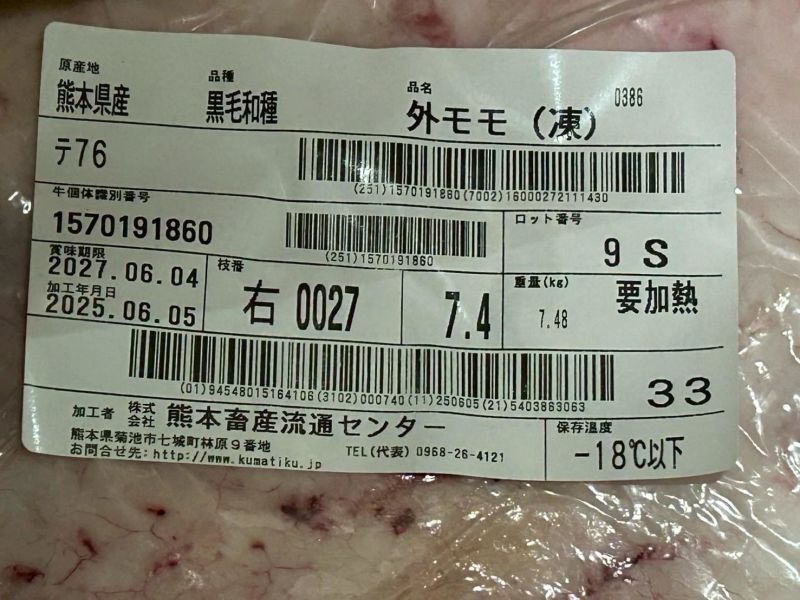 原産地 品種 品名 0386
熊本県産 黒毛和種 外モモ（凍）
テ76
(251)1570191860(7002)16000272111430
牛個体識別番号 ロット番号
1570191860 9 S
(251)1570191860
賞味期限
2027.06.04
加工年月日
2025.06.05
枝番
右 0027
7.4
重量(kg)
7.48
要加熱
(01)94548015164106(3102)000740(11)250605(21)5403863063
33
加工者 株式会社 熊本畜産流通センター
熊本県菊池市七城町林原9番地
お問合せ先:http://www.kumatiku.jp TEL(代表) 0968-26-4121
保存温度
-18℃以下